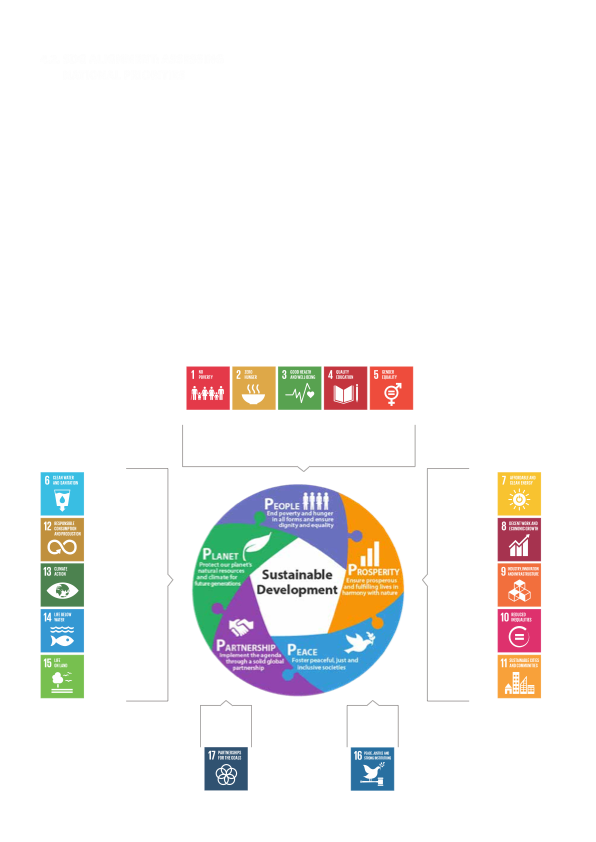 1 NO
POVERTY
2 ZERO
HUNGER
3 GOOD HEALTH
AND WELL-BEING
4 QUALITY
EDUCATION
5 GENDER
EQUALITY
6 CLEAN WATER
AND SANITATION
12 RESPONSIBLE
CONSUMPTION
AND PRODUCTION
13 CLIMATE
ACTION
14 LIFE BELOW
WATER
15 LIFE
ON LAND
7 AFFORDABLE AND
CLEAN ENERGY
8 DECENT WORK AND
ECONOMIC GROWTH
9 INDUSTRY, INNOVATION
AND INFRASTRUCTURE
10 REDUCED
INEQUALITIES
11 SUSTAINABLE CITIES
AND COMMUNITIES
PEOPLE
End poverty and hunger
in all forms and ensure
dignity and equality
PLANET
Protect our planet's
natural resources
and climate for
future generations
PROSPERITY
Ensure prosperous
and fulfilling lives in
harmony with nature
Sustainable
Development
PARTNERSHIP
Implement the agenda
through a solid global
partnership
PEACE
Foster peaceful, just and
inclusive societies
17 PARTNERSHIPS
FOR THE GOALS
16 PEACE, JUSTICE AND
STRONG INSTITUTIONS